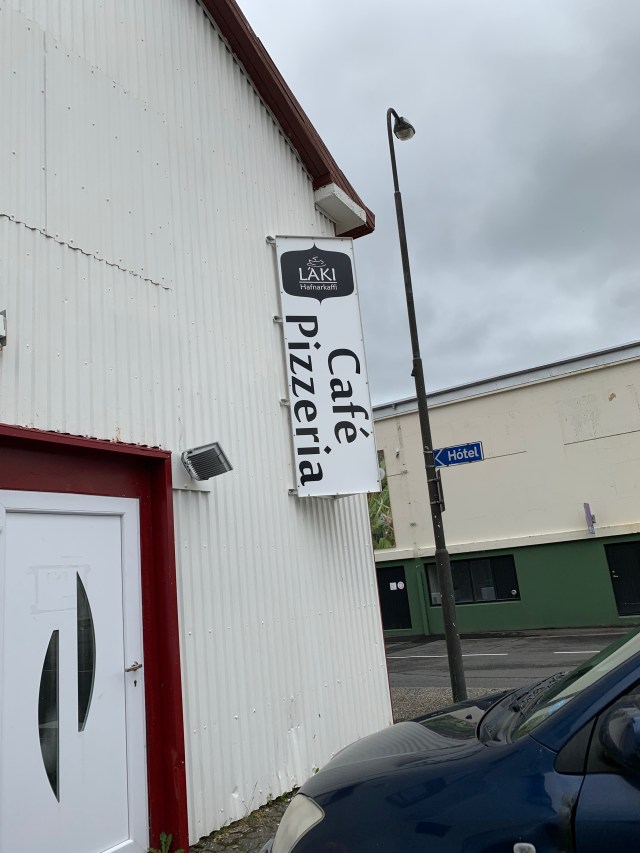 LÁKI
Hafnarkaffi
Café
Pizzeria
Hótel